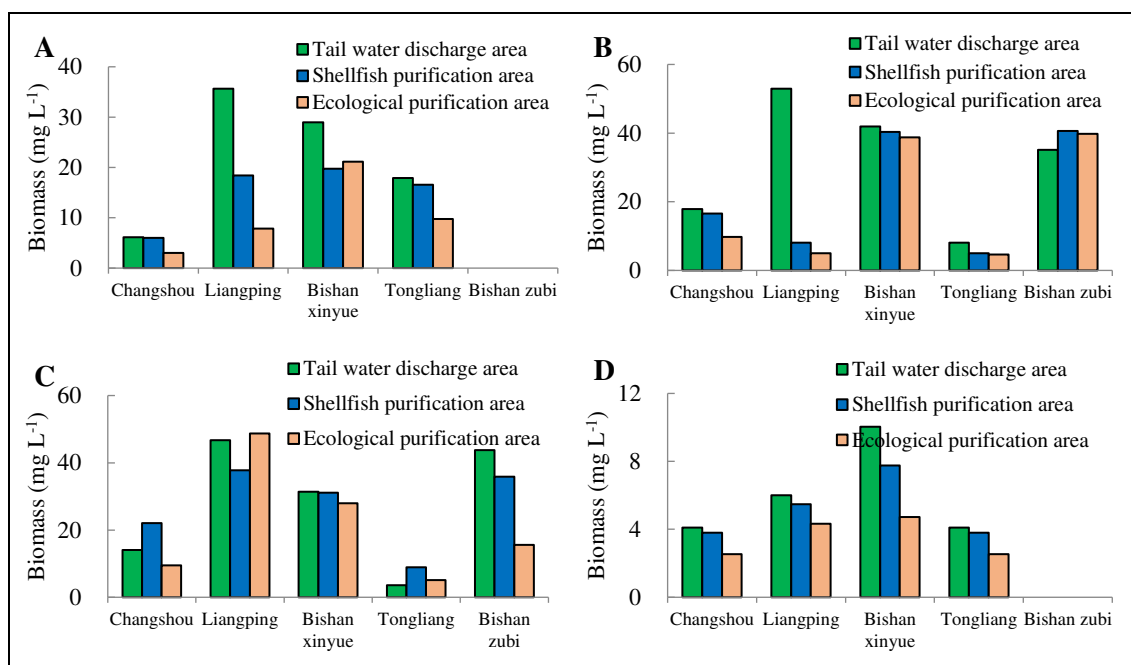 A
Tail water discharge area
Shellfish purification area
Ecological purification area
Biomass (mg L-1)
40
30
20
10
0
Changshou Liangping Bishan xinyue Tongliang Bishan zubi
B
Tail water discharge area
Shellfish purification area
Ecological purification area
Biomass (mg L-1)
60
40
20
0
Changshou Liangping Bishan xinyue Tongliang Bishan zubi
C
Tail water discharge area
Shellfish purification area
Ecological purification area
Biomass (mg L-1)
60
40
20
0
Changshou Liangping Bishan xinyue Tongliang Bishan zubi
D
Tail water discharge area
Shellfish purification area
Ecological purification area
Biomass (mg L-1)
12
8
4
0
Changshou Liangping Bishan xinyue Tongliang Bishan zubi